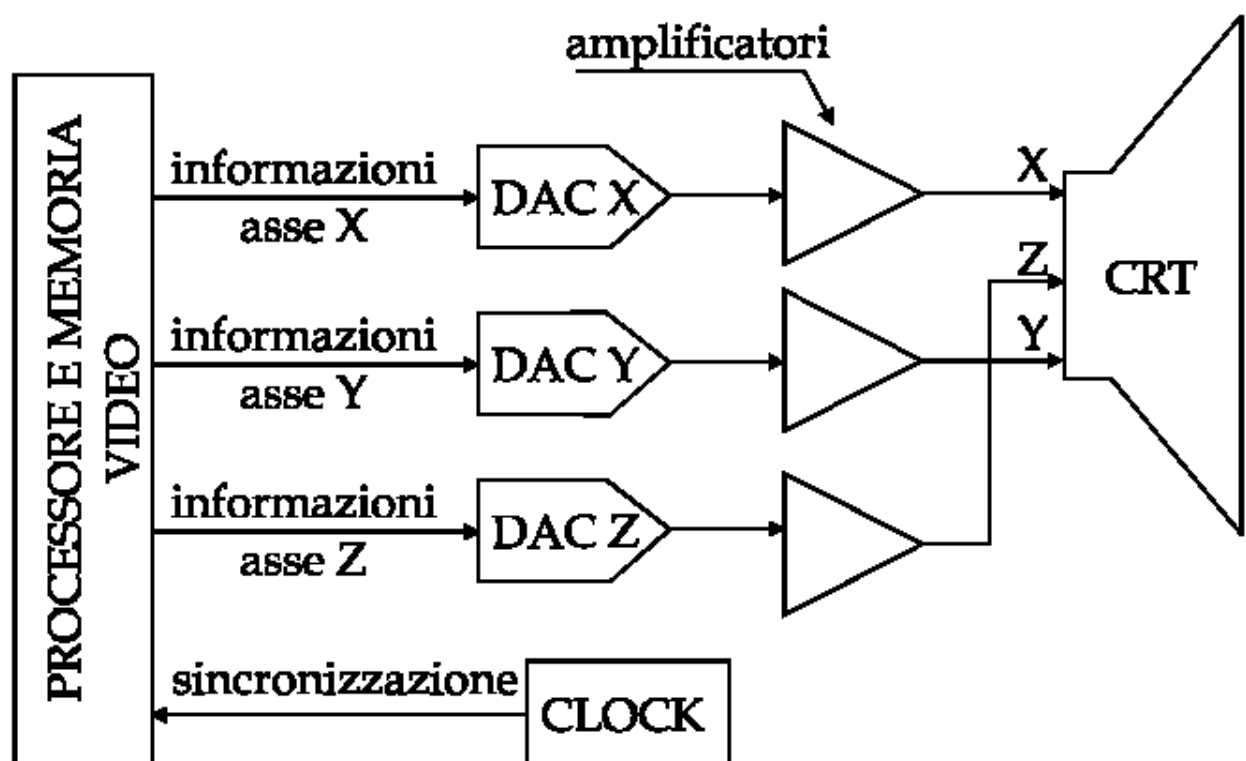 amplificatori
PROCESSORE E MEMORIA
VIDEO
informazioni
asse X
DAC X
X
informazioni
asse Y
DAC Y
Z
Y
CRT
informazioni
asse Z
DAC Z
sincronizzazione
CLOCK